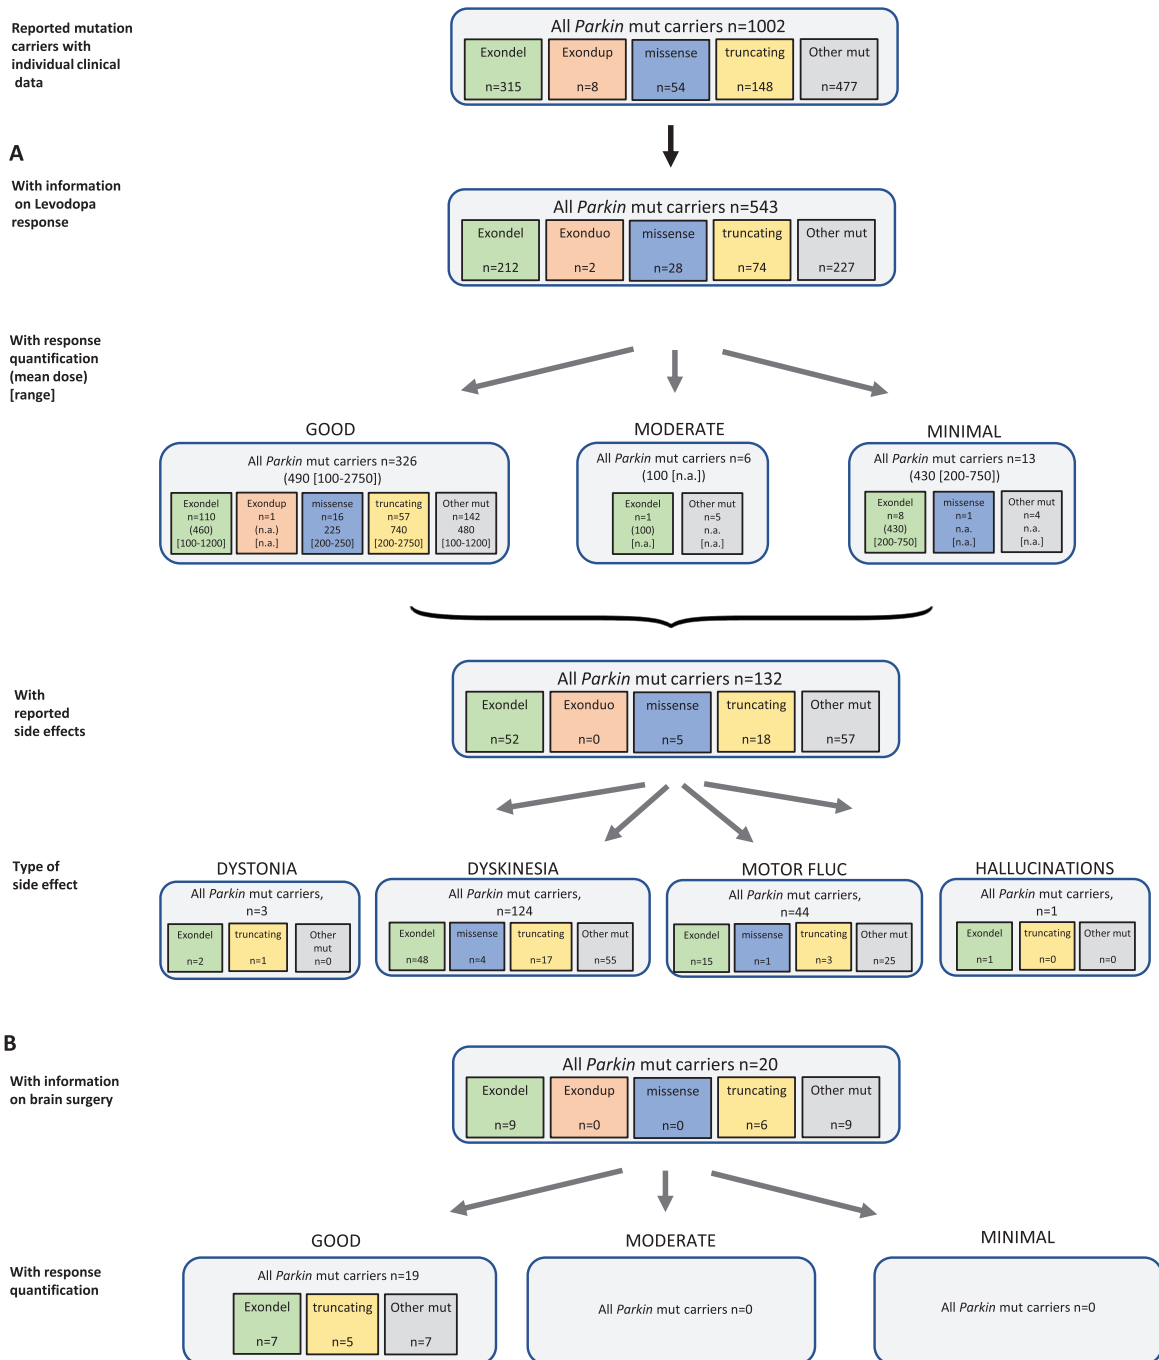 Reported mutation
carriers with
individual clinical
data
All Parkin mut carriers n=1002
Exondel
n=315
Exondup
n=8
missense
n=54
truncating
n=148
Other mut
n=477
A
With information
on Levodopa
response
All Parkin mut carriers n=543
Exondel
n=212
Exonduo
n=2
missense
n=28
truncating
n=74
Other mut
n=227
With response
quantification
(mean dose)
[range]
GOOD
All Parkin mut carriers n=326
(490 [100-2750])
Exondel
n=110
(460)
[100-1200]
Exondup
n=1
(n.a.)
[n.a.]
missense
n=16
225
[200-250]
truncating
n=57
740
[200-2750]
Other mut
n=142
480
[100-1200]
MODERATE
All Parkin mut carriers n=6
(100 [n.a.])
Exondel
n=1
(100)
[n.a.]
Other mut
n=5
n.a.
[n.a.]
MINIMAL
All Parkin mut carriers n=13
(430 [200-750])
Exondel
n=8
(430)
[200-750]
missense
n=1
n.a.
[n.a.]
Other mut
n=4
n.a.
[n.a.]
With
reported
side effects
All Parkin mut carriers n=132
Exondel
n=52
Exonduo
n=0
missense
n=5
truncating
n=18
Other mut
n=57
Type of
side effect
DYSTONIA
All Parkin mut carriers,
n=3
Exondel
n=2
truncating
n=1
Other
mut
n=0
DYSKINESIA
All Parkin mut carriers,
n=124
Exondel
n=48
missense
n=4
truncating
n=17
Other mut
n=55
MOTOR FLUC
All Parkin mut carriers,
n=44
Exondel
n=15
missense
n=1
truncating
n=3
Other mut
n=25
HALLUCINATIONS
All Parkin mut carriers,
n=1
Exondel
n=1
truncating
n=0
Other mut
n=0
B
With information
on brain surgery
All Parkin mut carriers n=20
Exondel
n=9
Exondup
n=0
missense
n=0
truncating
n=6
Other mut
n=9
With response
quantification
GOOD
All Parkin mut carriers n=19
Exondel
n=7
truncating
n=5
Other mut
n=7
MODERATE
All Parkin mut carriers n=0
MINIMAL
All Parkin mut carriers n=0